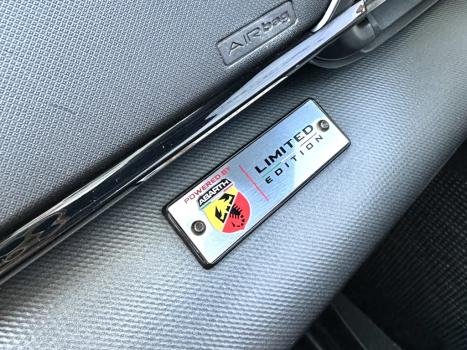 AIRbag
POWERED BY
ABARTH
LIMITED
EDITION